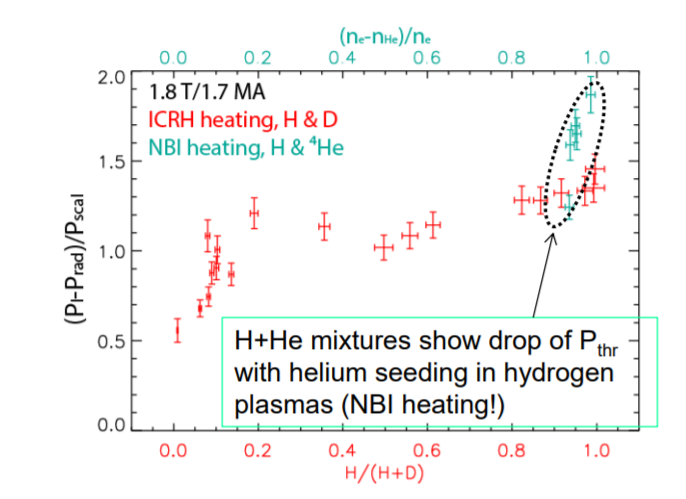 (ne-nHe)/ne
0.0 0.2 0.4 0.6 0.8 1.0
2.0
1.8 T/1.7 MA
ICRH heating, H & D
NBI heating, H & ⁴He
1.5
(Pl-Prad)/Pscal
1.0
0.5
H+He mixtures show drop of Pthr
with helium seeding in hydrogen
plasmas (NBI heating!)
0.0
0.0 0.2 0.4 0.6 0.8 1.0
H/(H+D)